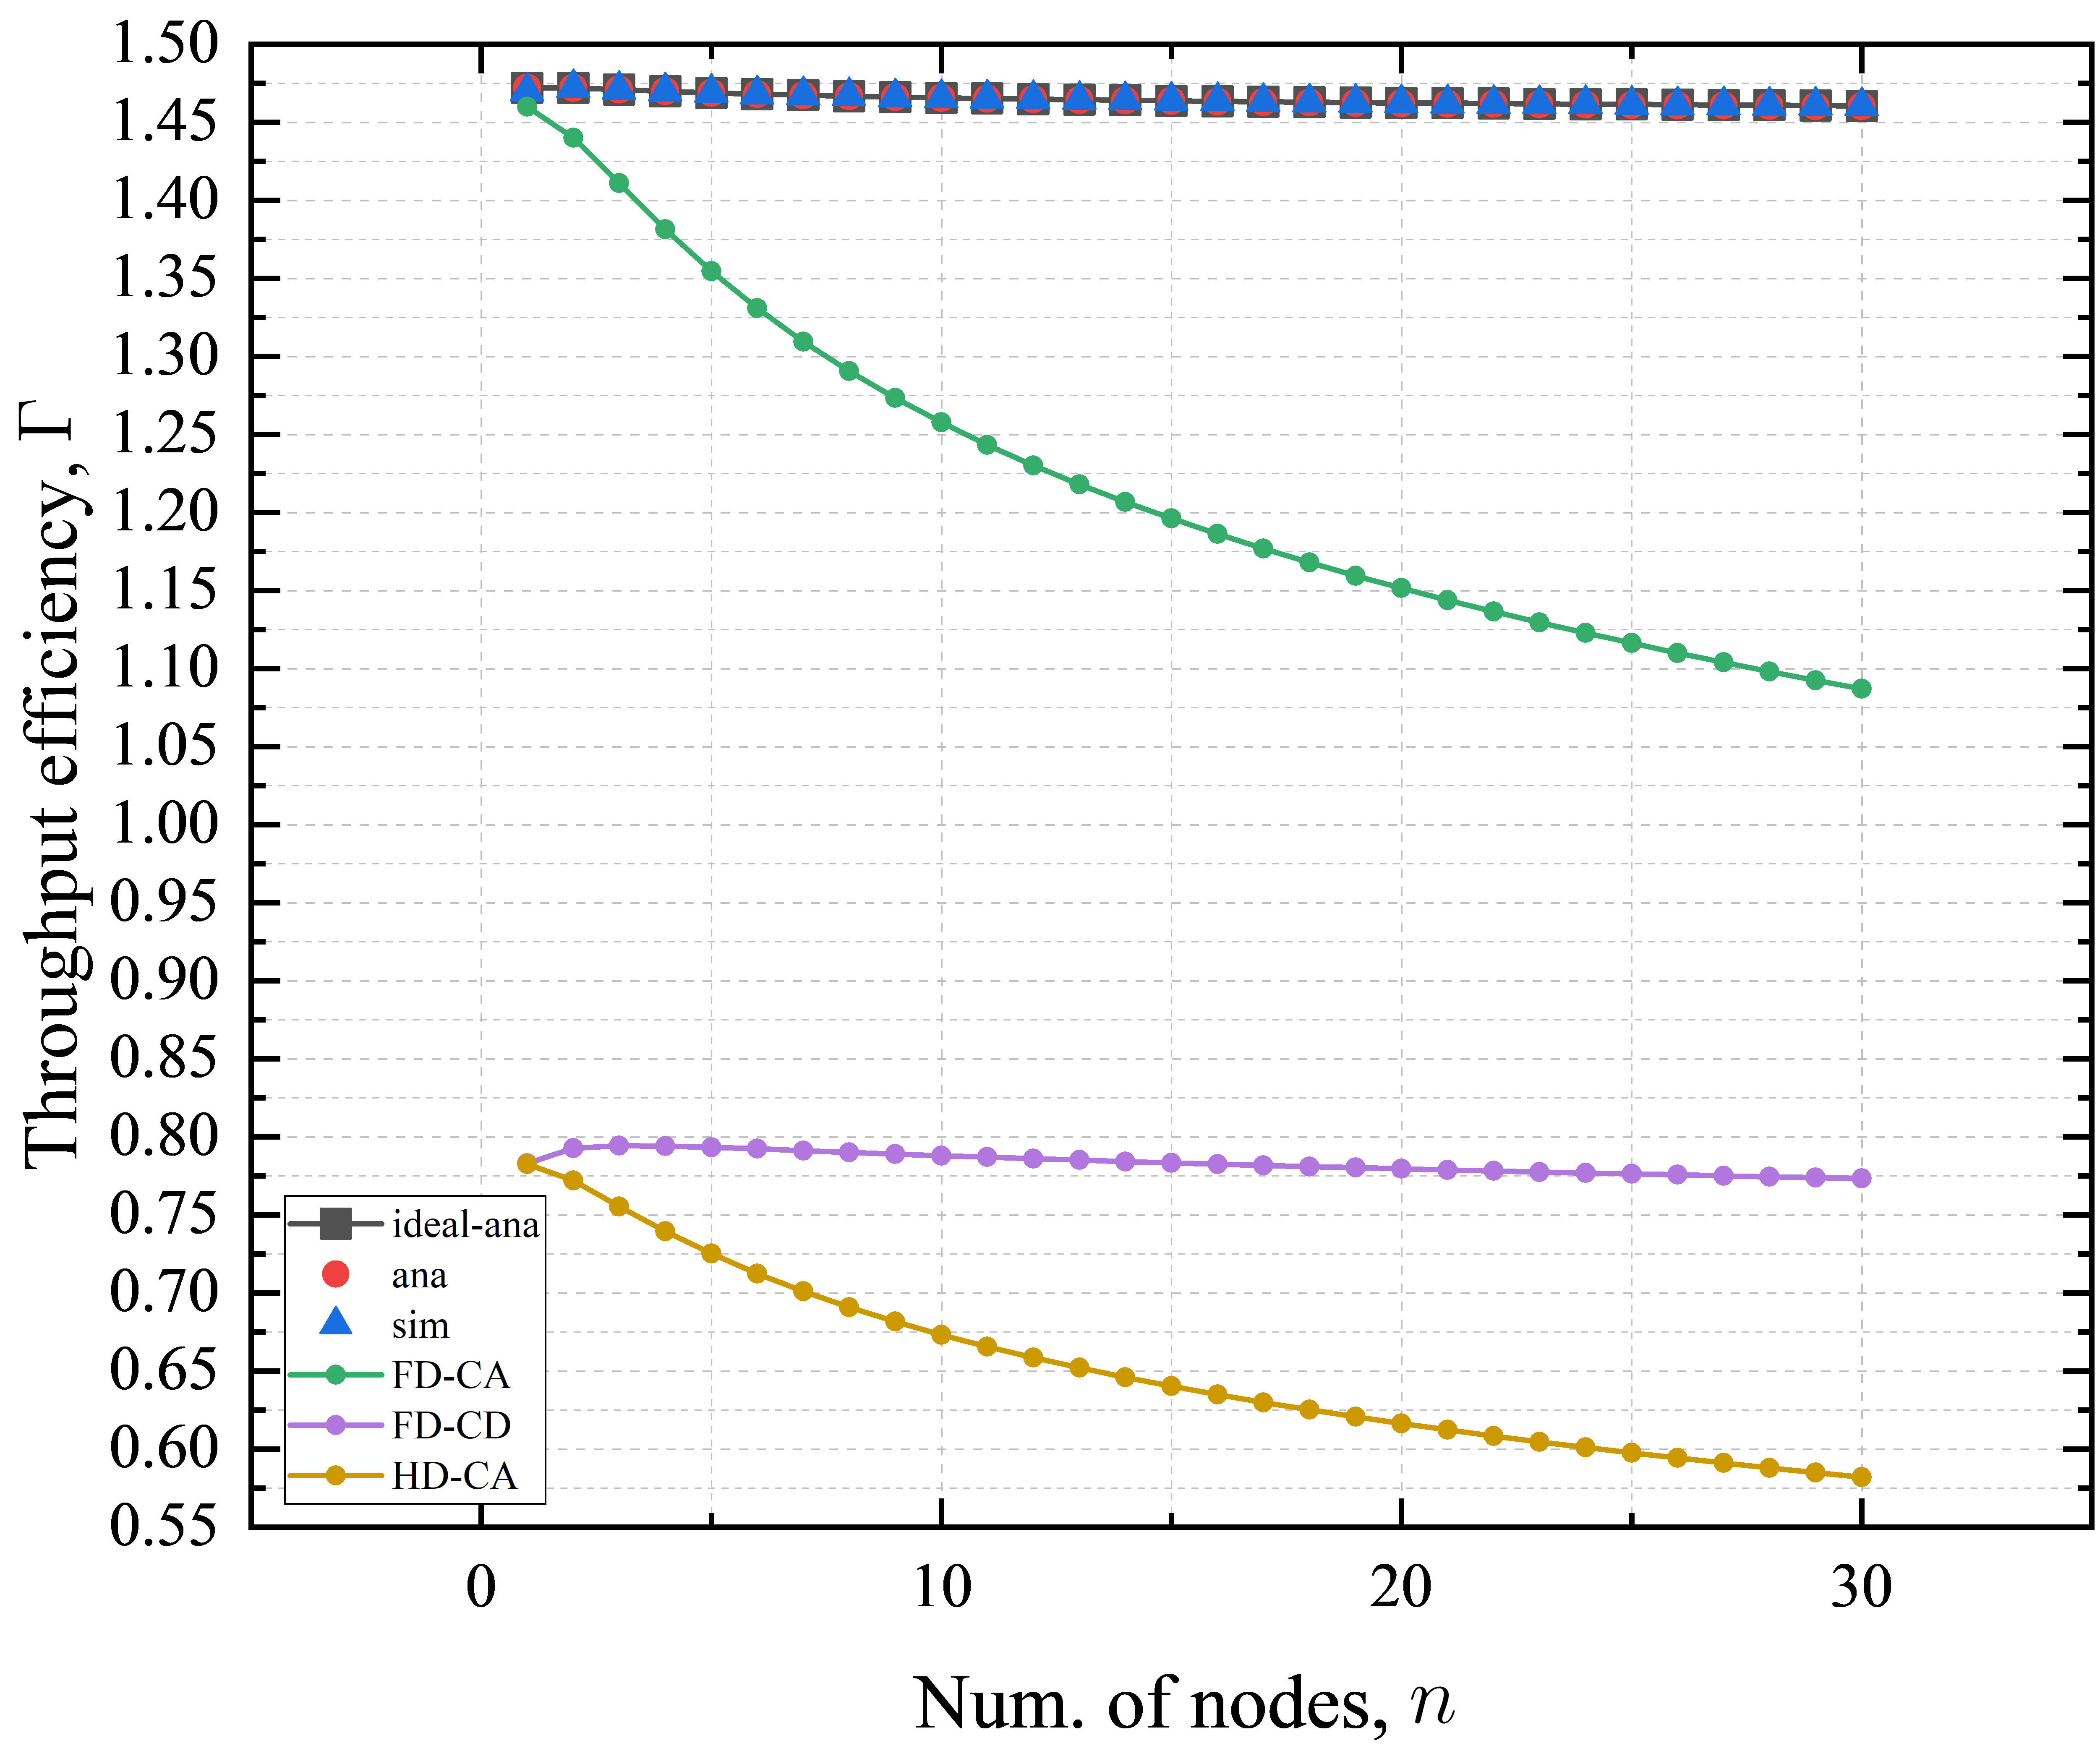 Throughput efficiency, Γ
1.50
1.45
1.40
1.35
1.30
1.25
1.20
1.15
1.10
1.05
1.00
0.95
0.90
0.85
0.80
0.75
0.70
0.65
0.60
0.55
ideal-ana
ana
sim
FD-CA
FD-CD
HD-CA
0 10 20 30
Num. of nodes, n